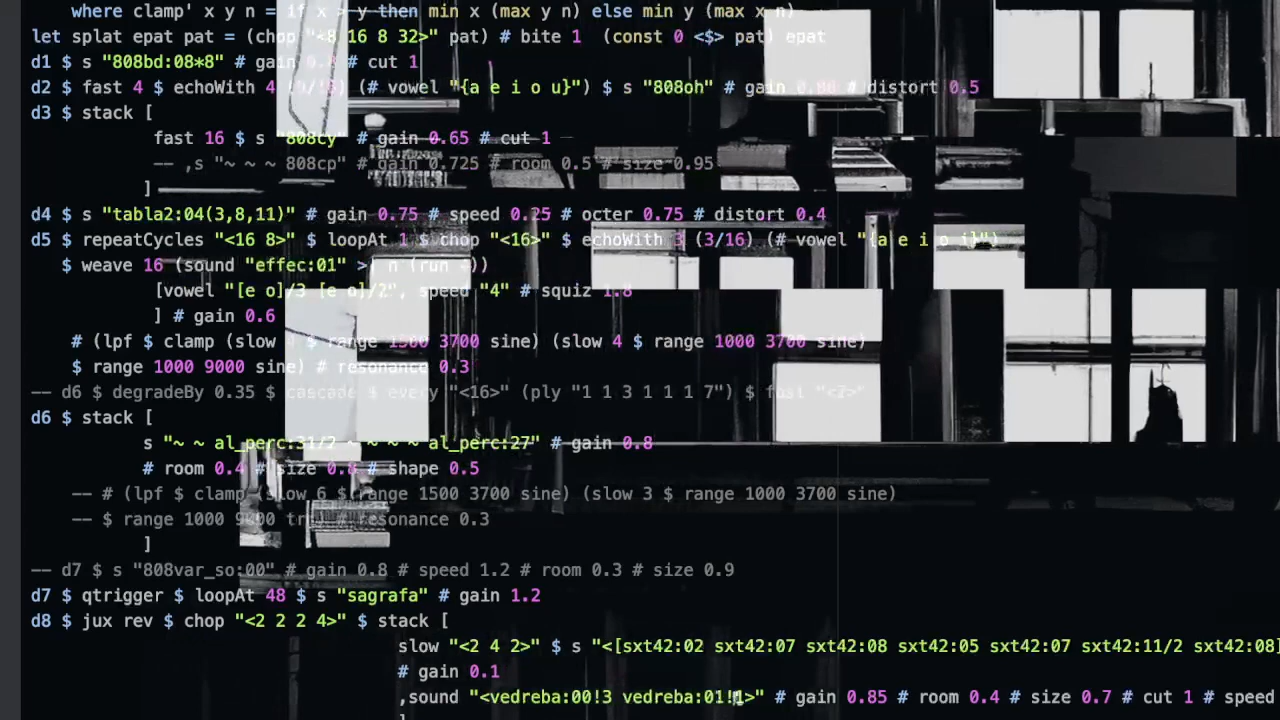 where clamp' x y n = if x > y then min x (max y n) else min y (max x n)
let splat epat pat = (chop "<8 16 8 32>" pat) # bite 1  (const 0 <$> pat) epat
d1 $ s "808bd:08*8" # gain # cut 1
d2 $ fast 4 $ echoWith 4 (# vowel "{a e i o u}") $ s "808oh" # gain 0.86 # distort 0.5
d3 $ stack [
fast 16 $ s "808cy" # gain 0.65 # cut 1
-- ,s "~ ~ ~ 808cp" # gain 0.725 # room 0.5 # size 0.95
]
d4 $ s "tabla2:04(3,8,11)" # gain 0.75 # speed 0.25 # octer 0.75 # distort 0.4
d5 $ repeatCycles "<16 8>" $ loopAt 1 $ chop "<16>" $ echoWith 3 (3/16) (# vowel "{a e i o i}")
$ weave 16 (sound "effec:01" >| n (run 4))
[vowel "[e o]/3 [e o]/2", speed "4" # squiz 1.8
] # gain 0.6
# (lpf $ clamp (slow 4 $ range 1500 3700 sine) (slow 4 $ range 1000 3700 sine)
$ range 1000 9000 sine) # resonance 0.3
-- d6 $ degradeBy 0.35 $ cascade $ every "<16>" (ply "1 1 3 1 1 1 7") $ fast "<2>"
d6 $ stack [
s "~ ~ al_perc:31/2 ~ ~ ~ ~ al_perc:27" # gain 0.8
# room 0.4 # size 0.8 # shape 0.5
-- # (lpf $ clamp (slow 6 $ range 1500 3700 sine) (slow 3 $ range 1000 3700 sine)
-- $ range 1000 9000 tri) # resonance 0.3
]
-- d7 $ s "808var_so:00" # gain 0.8 # speed 1.2 # room 0.3 # size 0.9
d7 $ qtrigger $ loopAt 48 $ s "sagrafa" # gain 1.2
d8 $ jux rev $ chop "<2 2 2 4>" $ stack [
slow "<2 4 2>" $ s "<[sxt42:02 sxt42:07 sxt42:08 sxt42:05 sxt42:07 sxt42:11/2 sxt42:08]
# gain 0.1
,sound "<vedreba:00!3 vedreba:01!1>" # gain 0.85 # room 0.4 # size 0.7 # cut 1 # speed
]